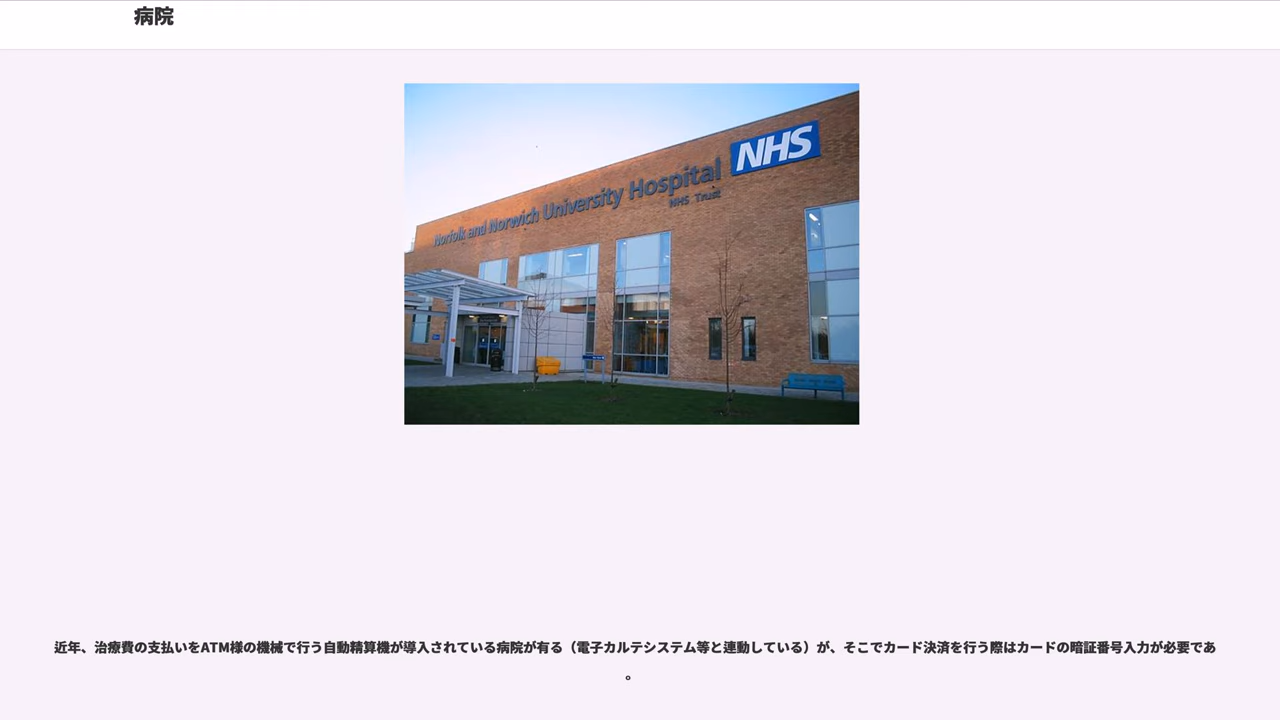 病院
NHS
Norfolk and Norwich University Hospital
NHS Trust
近年、治療費の支払いをATM様の機械で行う自動精算機が導入されている病院が有る（電子カルテシステム等と連動している）が、そこでカード決済を行う際はカードの暗証番号入力が必要であ
。